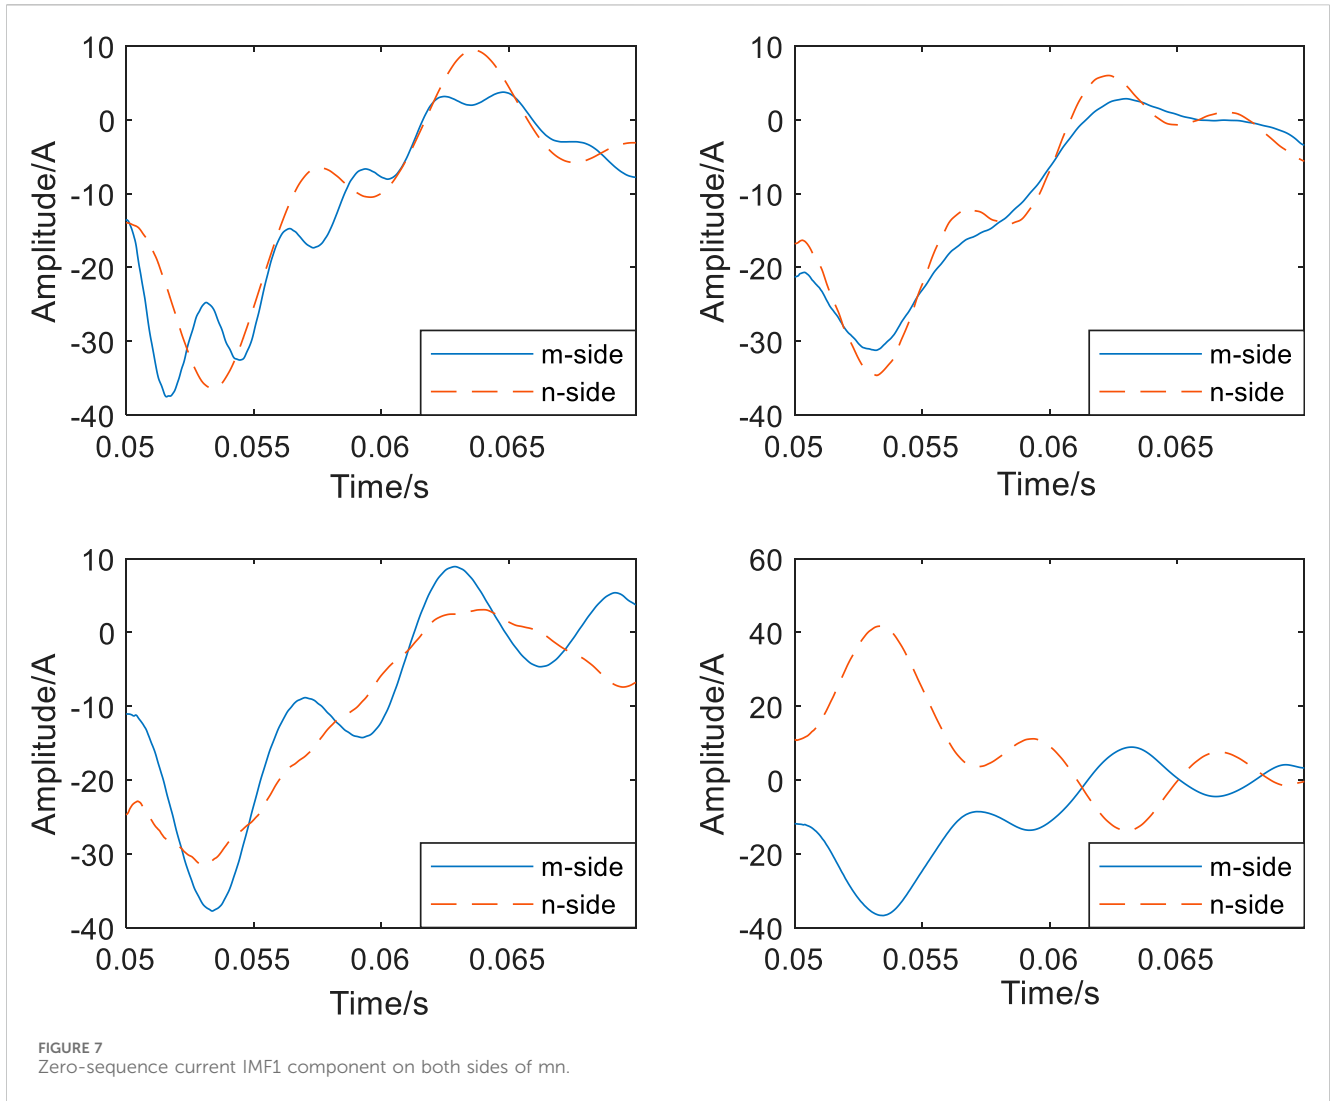 10
0
-10
-20
-30
-40
0.05 0.055 0.06 0.065
Amplitude/A
Time/s
m-side
n-side
10
0
-10
-20
-30
-40
0.05 0.055 0.06 0.065
Amplitude/A
Time/s
m-side
n-side
10
0
-10
-20
-30
-40
0.05 0.055 0.06 0.065
Amplitude/A
Time/s
m-side
n-side
60
40
20
0
-20
-40
0.05 0.055 0.06 0.065
Amplitude/A
Time/s
m-side
n-side
FIGURE 7
Zero-sequence current IMF1 component on both sides of mn.